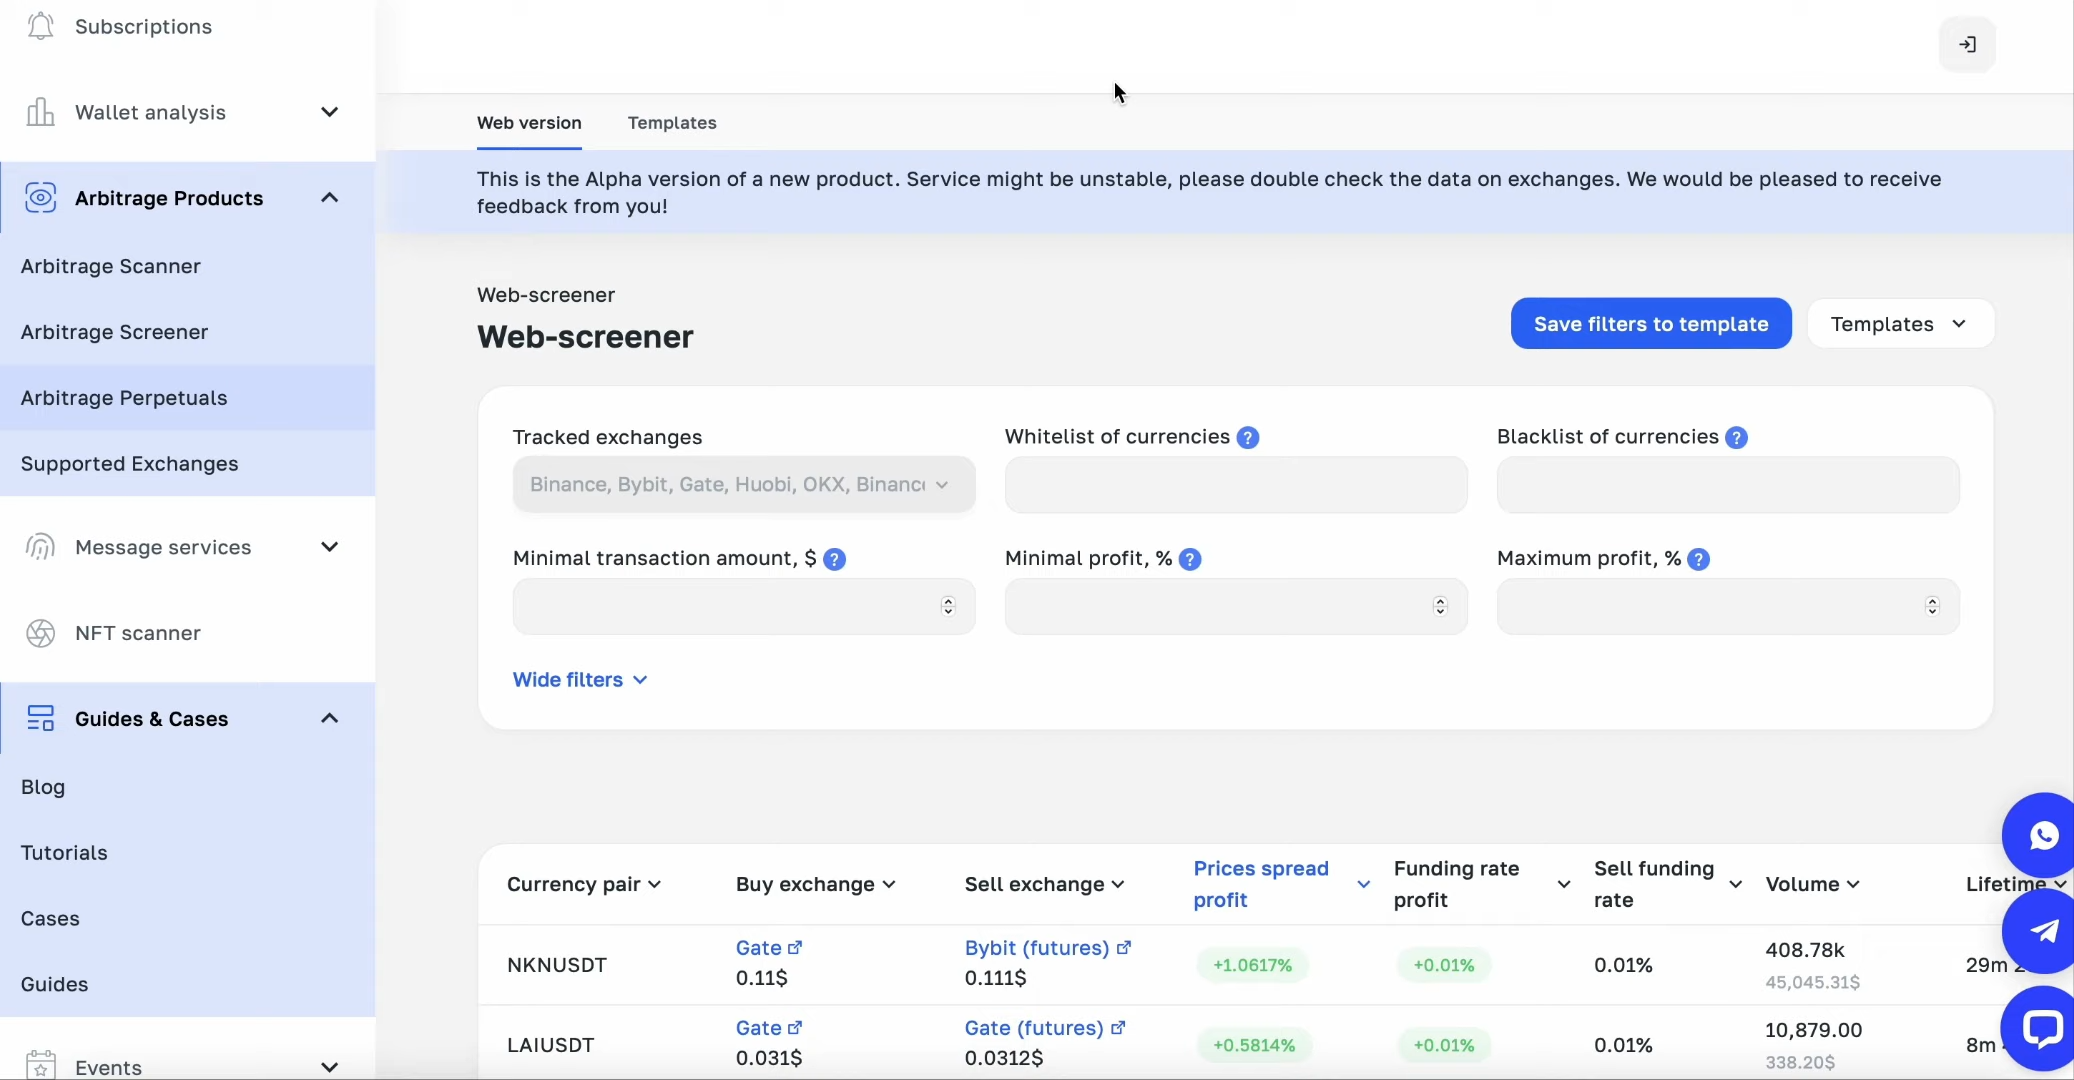 Subscriptions
Wallet analysis
Arbitrage Products
Arbitrage Scanner
Arbitrage Screener
Arbitrage Perpetuals
Supported Exchanges
Message services
NFT scanner
Guides & Cases
Blog
Tutorials
Cases
Guides
Events
Web version Templates
This is the Alpha version of a new product. Service might be unstable, please double check the data on exchanges. We would be pleased to receive
feedback from you!
Web-screener
Web-screener
Save filters to template Templates
Tracked exchanges Whitelist of currencies ? Blacklist of currencies ?
Binance, Bybit, Gate, Huobi, OKX, Binanc
Minimal transaction amount, $ ? Minimal profit, % ? Maximum profit, % ?
Wide filters
Currency pair Buy exchange Sell exchange Prices spread profit Funding rate profit Sell funding rate Volume Lifetime
NKNUSDT Gate 0.11$ Bybit (futures) 0.111$ +1.0617% +0.01% 0.01% 408.78k 45,045.31$ 29m
LAIUSDT Gate 0.031$ Gate (futures) 0.0312$ +0.5814% +0.01% 0.01% 10,879.00 338.20$ 8m